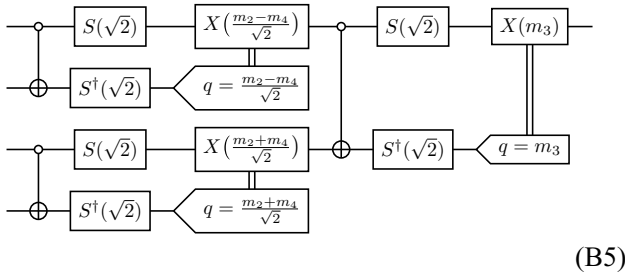 S(√2) X((m₂−m₄)/√2) S(√2) X(m₃)
S†(√2) q = (m₂−m₄)/√2
S(√2) X((m₂+m₄)/√2) S†(√2) q = m₃
S†(√2) q = (m₂+m₄)/√2
(B5)